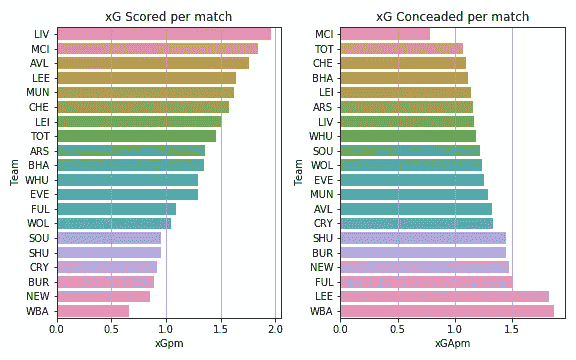 xG Scored per match
LIV
MCI
AVL
LEE
MUN
CHE
LEI
TOT
ARS
BHA
WHU
EVE
FUL
WOL
SOU
SHU
CRY
BUR
NEW
WBA
Team
0.0 0.5 1.0 1.5 2.0
xGpm
xG Conceaded per match
MCI
TOT
CHE
BHA
LEI
ARS
LIV
WHU
SOU
WOL
EVE
MUN
AVL
CRY
SHU
BUR
NEW
FUL
LEE
WBA
Team
0.0 0.5 1.0 1.5
xGApm